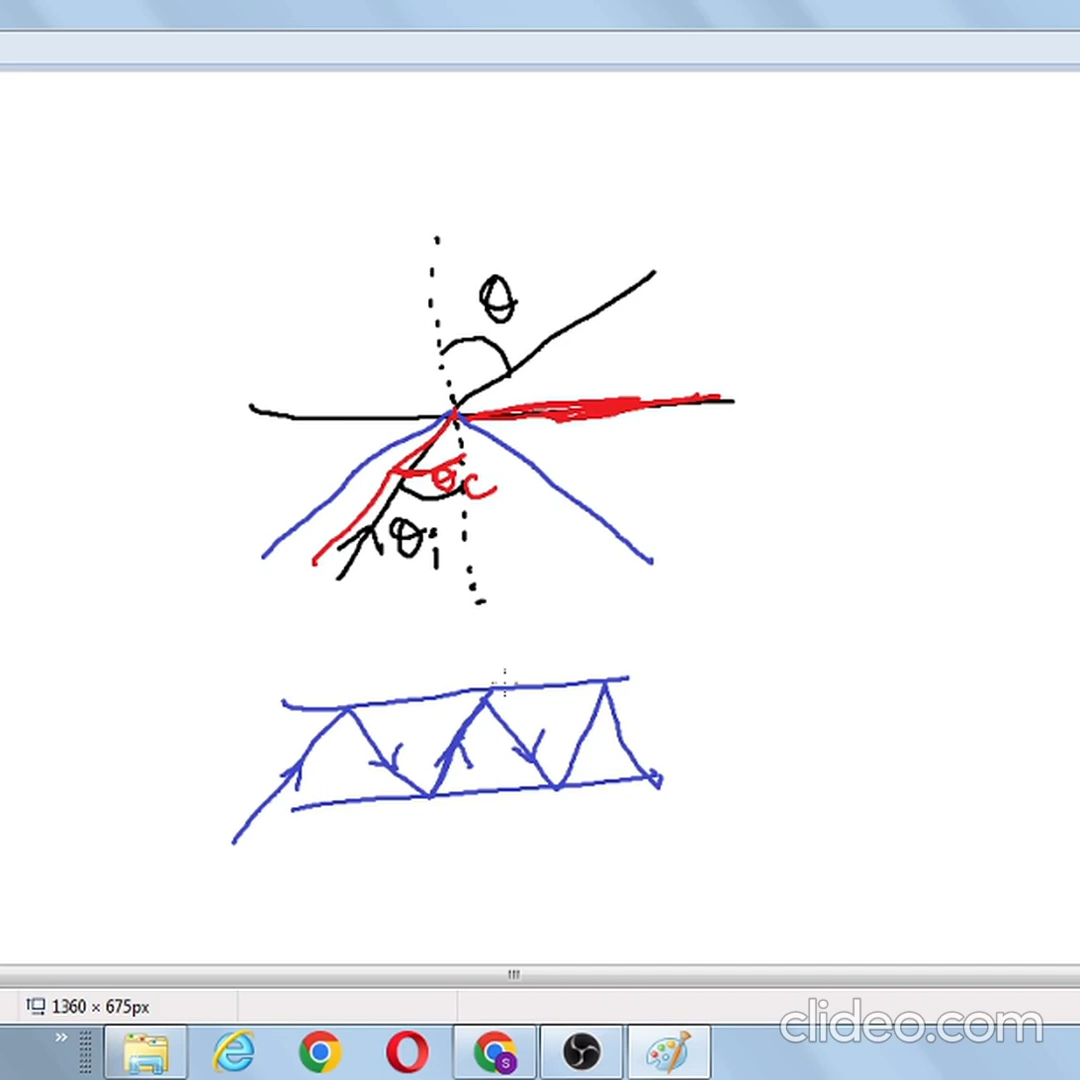 θ
θc
θi
1360 × 675px
clideo.com
»
S